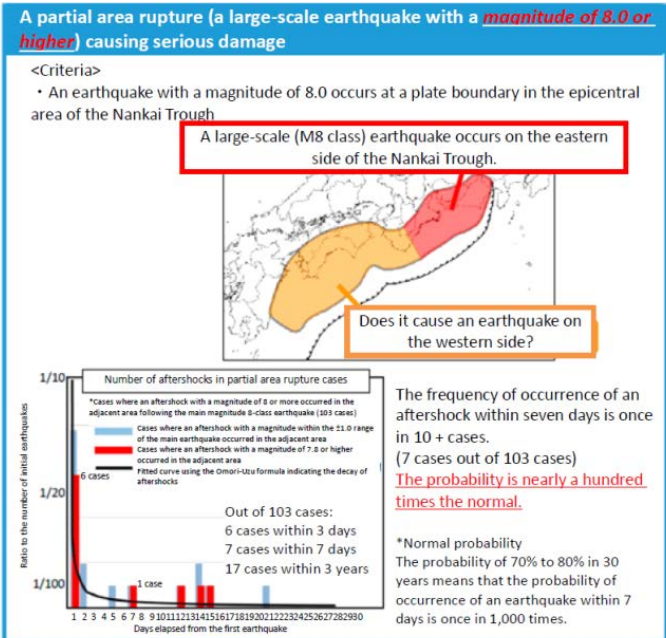 A partial area rupture (a large-scale earthquake with a magnitude of 8.0 or
higher) causing serious damage
<Criteria>
・An earthquake with a magnitude of 8.0 occurs at a plate boundary in the epicentral
area of the Nankai Trough
A large-scale (M8 class) earthquake occurs on the eastern
side of the Nankai Trough.
Does it cause an earthquake on
the western side?
Number of aftershocks in partial area rupture cases
*Cases where an aftershock with a magnitude of 8 or more occurred in the
adjacent area following the main magnitude 8-class earthquake (103 cases)
Cases where an aftershock with a magnitude within the ±1.0 range
of the main earthquake occurred in the adjacent area
Cases where an aftershock with a magnitude of 7.8 or higher
occurred in the adjacent area
Fitted curve using the Omori-Uzu formula indicating the decay of
aftershocks
Ratio to the number of initial earthquakes
1/10
1/20
1/100
6 cases
1 case
Out of 103 cases:
6 cases within 3 days
7 cases within 7 days
17 cases within 3 years
1 2 3 4 5 6 7 8 9 10 11 12 13 14 15 16 17 18 19 20 21 22 23 24 25 26 27 28 29 30
Days elapsed from the first earthquake
The frequency of occurrence of an
aftershock within seven days is once
in 10 + cases.
(7 cases out of 103 cases)
The probability is nearly a hundred
times the normal.
*Normal probability
The probability of 70% to 80% in 30
years means that the probability of
occurrence of an earthquake within 7
days is once in 1,000 times.